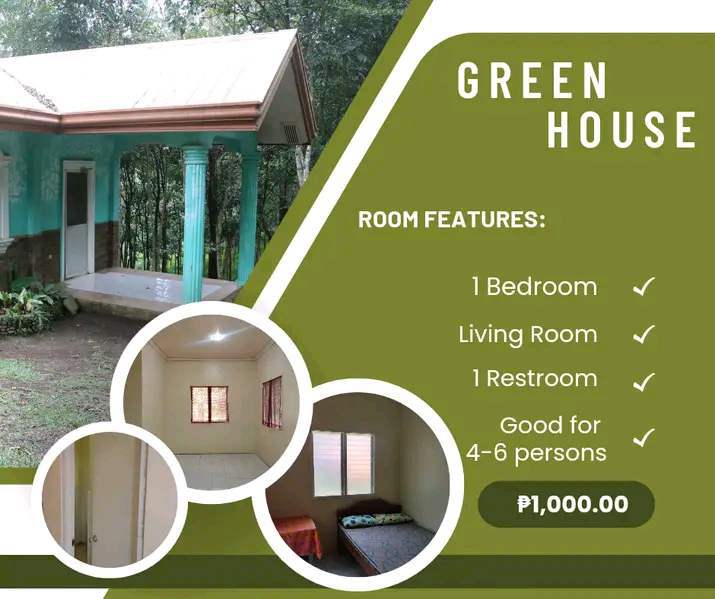 GREEN
HOUSE
ROOM FEATURES:
1 Bedroom
Living Room
1 Restroom
Good for
4-6 persons
₱1,000.00